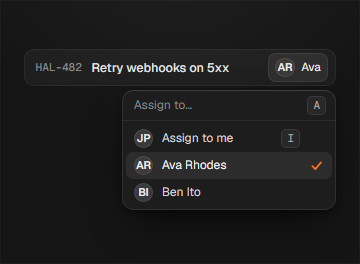 HAL-482 Retry webhooks on 5xx AR Ava
Assign to... A
JP Assign to me I
AR Ava Rhodes
BI Ben Ito